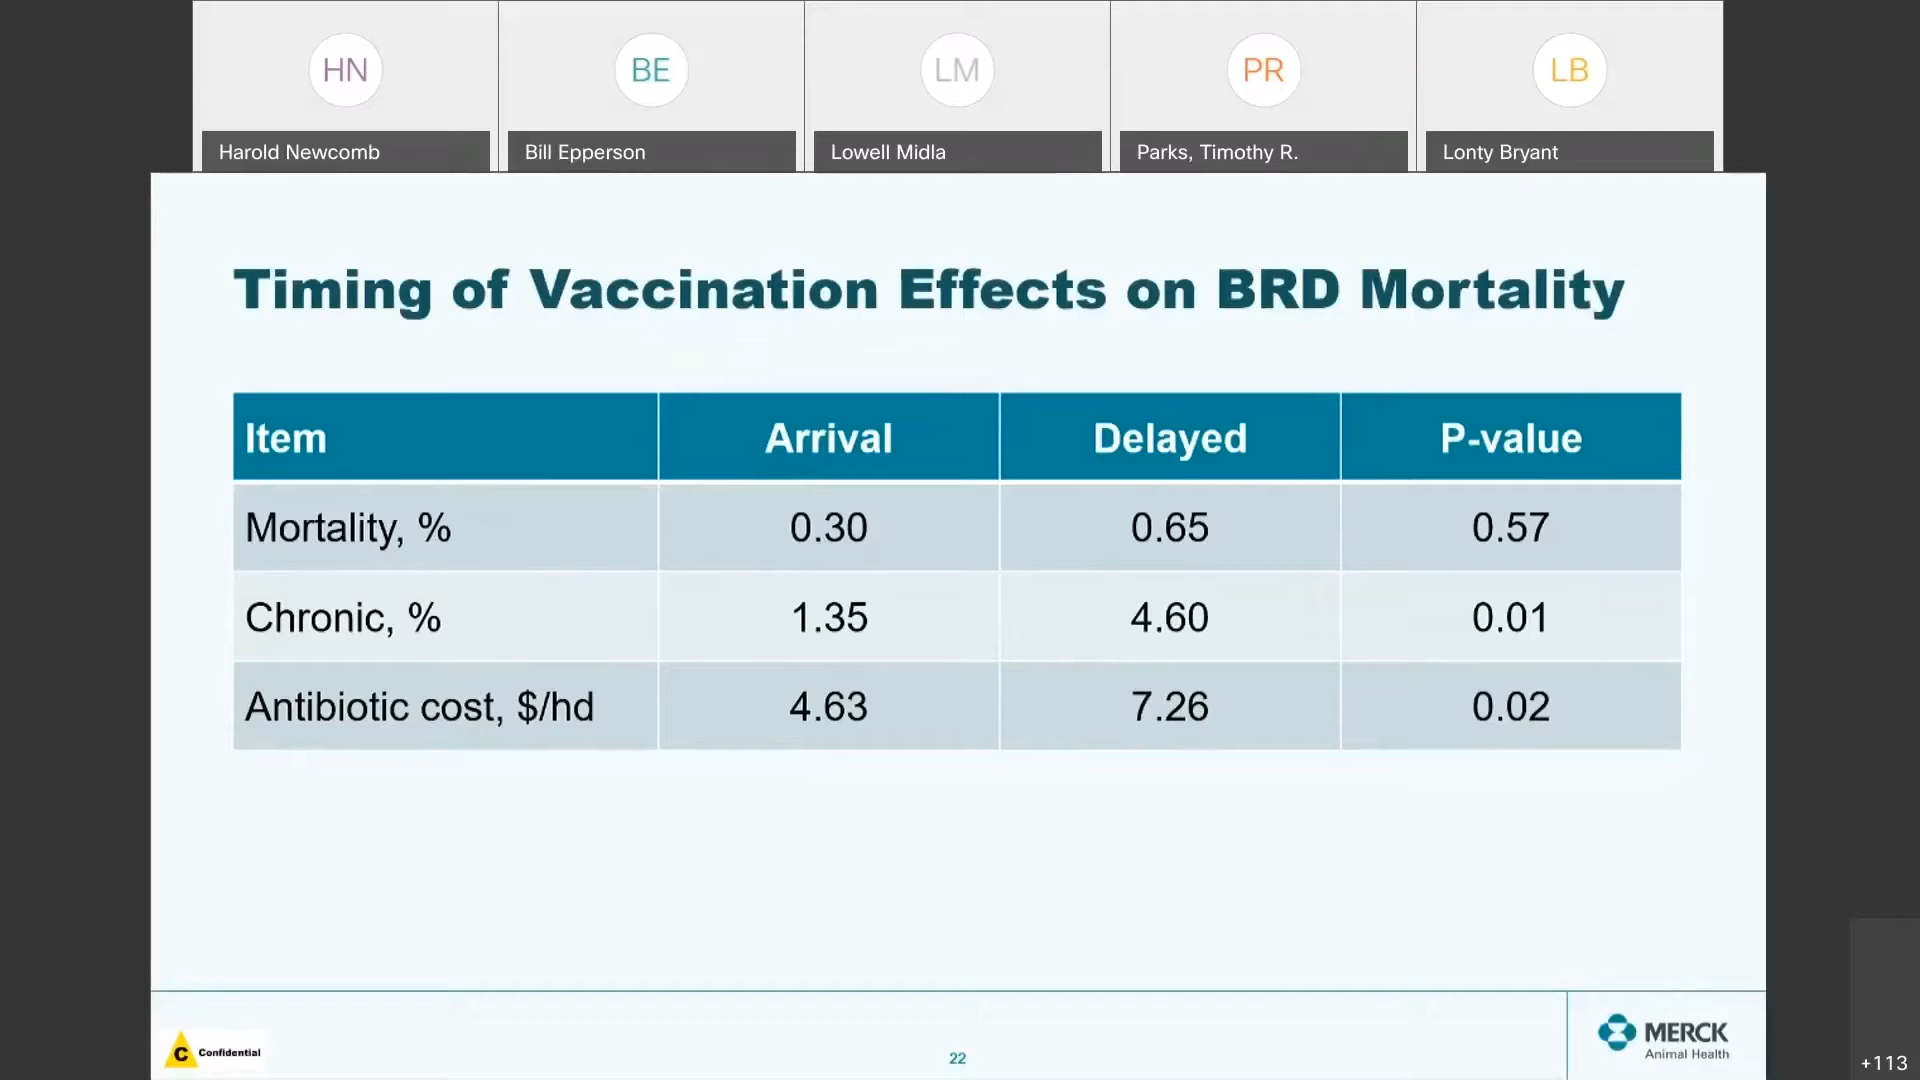 HN
BE
LM
PR
LB
Harold Newcomb
Bill Epperson
Lowell Midla
Parks, Timothy R.
Lonty Bryant
Timing of Vaccination Effects on BRD Mortality
Item Arrival Delayed P-value
Mortality, % 0.30 0.65 0.57
Chronic, % 1.35 4.60 0.01
Antibiotic cost, $/hd 4.63 7.26 0.02
C Confidential
22
MERCK
Animal Health
+113